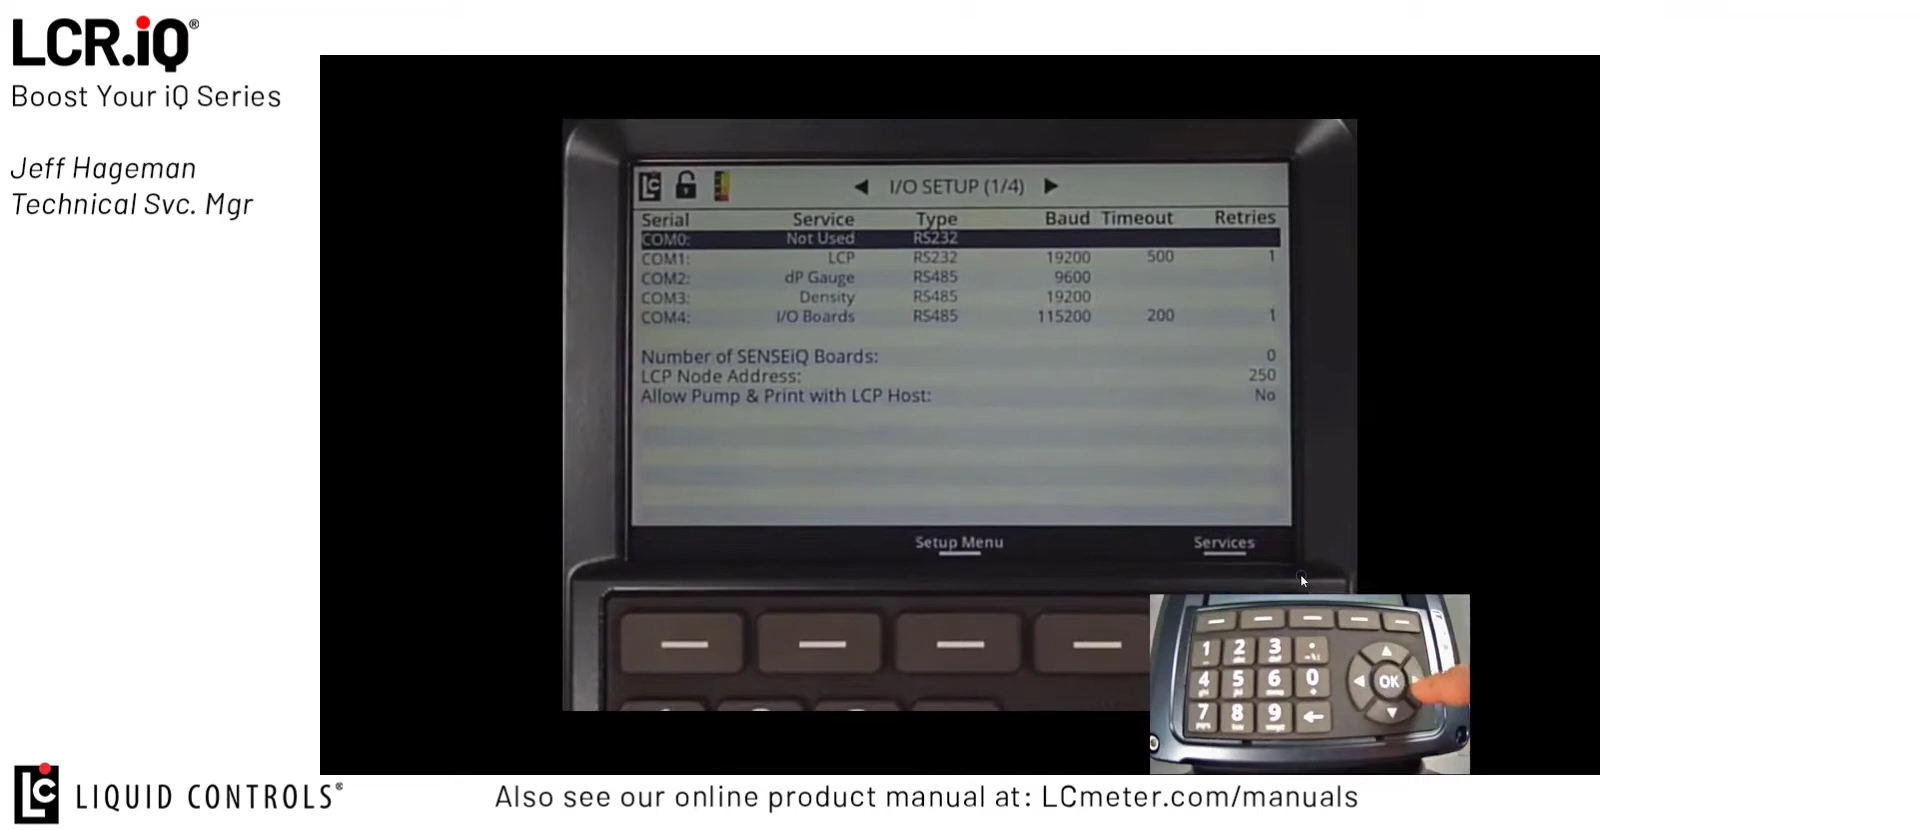 LCR.iQ®
Boost Your iQ Series
Jeff Hageman
Technical Svc. Mgr
LC
◀ I/O SETUP (1/4) ▶
Serial Service Type Baud Timeout Retries
COM0: Not Used RS232
COM1: LCP RS232 19200 500 1
COM2: dP Gauge RS485 9600
COM3: Density RS485 19200
COM4: I/O Boards RS485 115200 200 1
Number of SENSEiQ Boards: 0
LCP Node Address: 250
Allow Pump & Print with LCP Host: No
Setup Menu Services
1 2 3
4 5 6 0 OK
7 8 9
LC LIQUID CONTROLS®
Also see our online product manual at: LCmeter.com/manuals